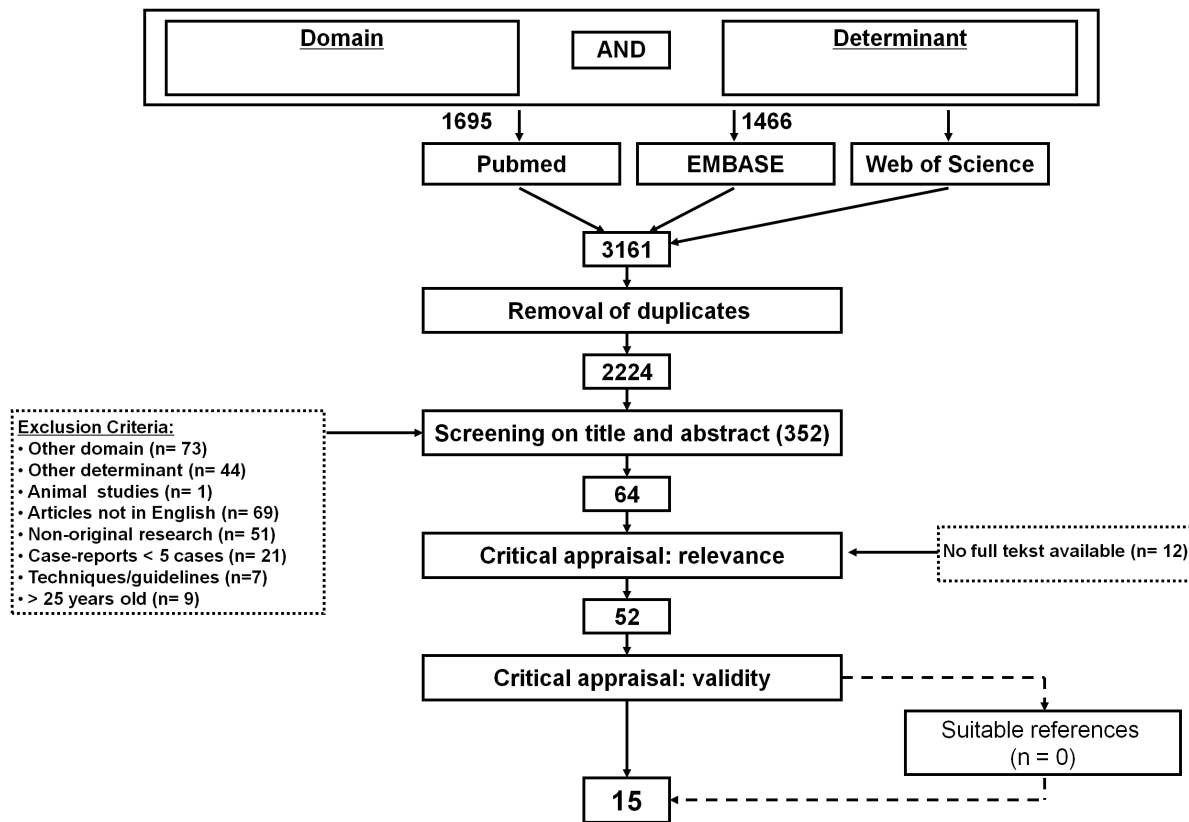 Domain
AND
Determinant
1695
1466
Pubmed
EMBASE
Web of Science
3161
Removal of duplicates
2224
Exclusion Criteria:
• Other domain (n= 73)
• Other determinant (n= 44)
• Animal studies (n= 1)
• Articles not in English (n= 69)
• Non-original research (n= 51)
• Case-reports < 5 cases (n= 21)
• Techniques/guidelines (n=7)
• > 25 years old (n= 9)
Screening on title and abstract (352)
64
Critical appraisal: relevance
No full tekst available (n= 12)
52
Critical appraisal: validity
Suitable references
(n = 0)
15